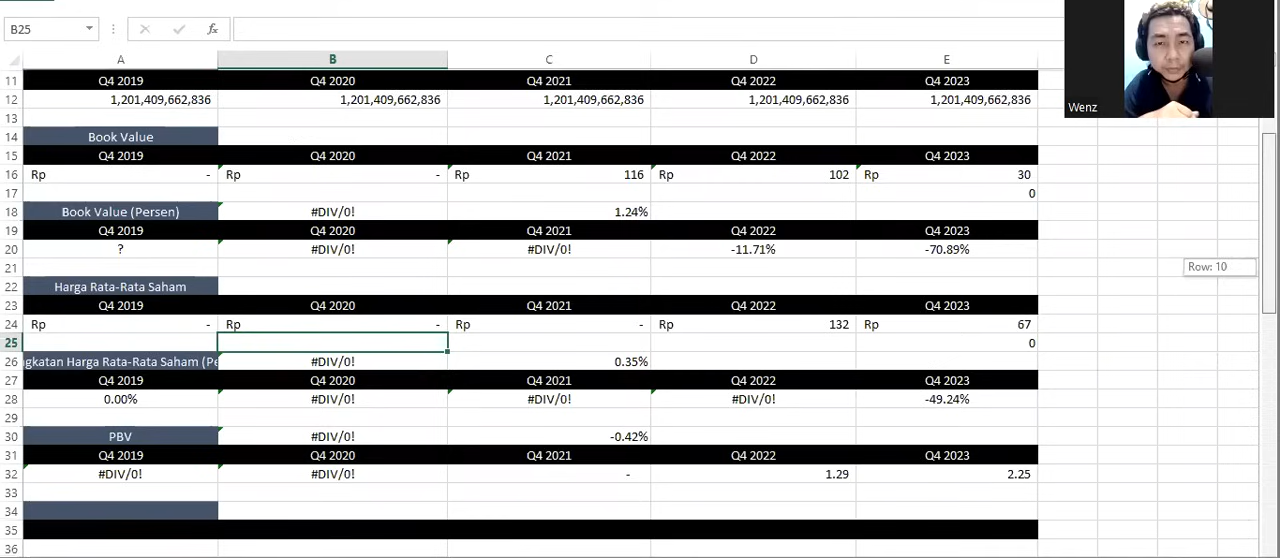 B25
fx
A B C D E
11 Q4 2019 Q4 2020 Q4 2021 Q4 2022 Q4 2023
12 1,201,409,662,836 1,201,409,662,836 1,201,409,662,836 1,201,409,662,836 1,201,409,662,836
Wenz
13
14 Book Value
15 Q4 2019 Q4 2020 Q4 2021 Q4 2022 Q4 2023
16 Rp - Rp - Rp 116 Rp 102 Rp 30
17 0
18 Book Value (Persen) #DIV/0! 1.24%
19 Q4 2019 Q4 2020 Q4 2021 Q4 2022 Q4 2023
20 ? #DIV/0! #DIV/0! -11.71% -70.89%
21
Row: 10
22 Harga Rata-Rata Saham
23 Q4 2019 Q4 2020 Q4 2021 Q4 2022 Q4 2023
24 Rp - Rp - Rp - Rp 132 Rp 67
25 0
26 gkatan Harga Rata-Rata Saham (Pe #DIV/0! 0.35%
27 Q4 2019 Q4 2020 Q4 2021 Q4 2022 Q4 2023
28 0.00% #DIV/0! #DIV/0! #DIV/0! -49.24%
29
30 PBV #DIV/0! -0.42%
31 Q4 2019 Q4 2020 Q4 2021 Q4 2022 Q4 2023
32 #DIV/0! #DIV/0! - 1.29 2.25
33
34
35
36